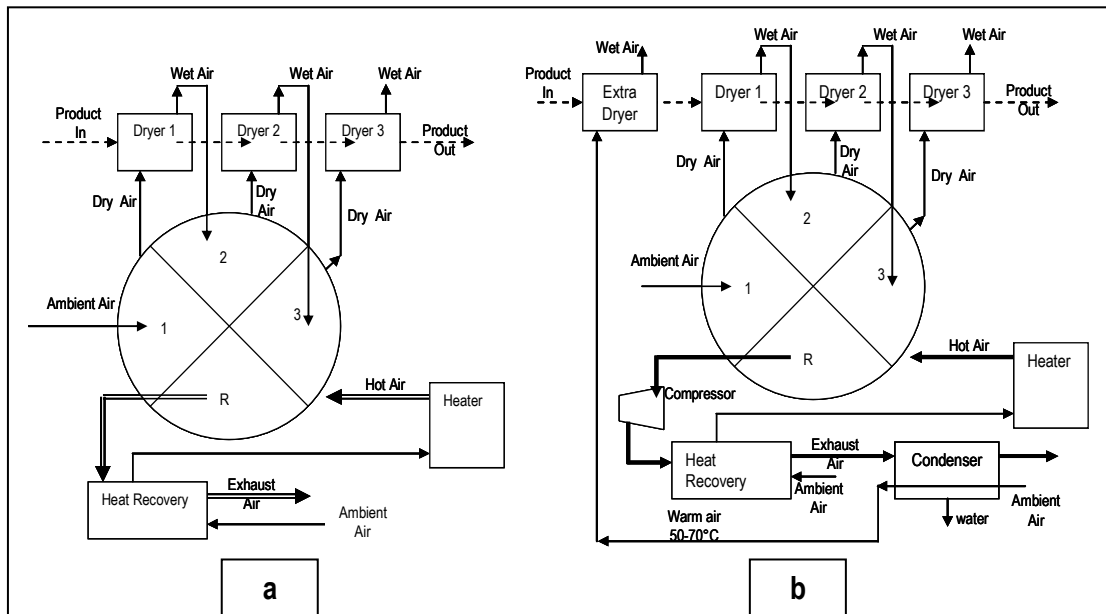 Wet Air
Wet Air
Wet Air
Product
In
Dryer 1
Dryer 2
Dryer 3
Product
Out
Dry Air
Dry
Air
Dry Air
2
Ambient Air
1
3
R
Hot Air
Heater
Heat Recovery
Exhaust
Air
Ambient
Air
a
Wet Air
Wet Air
Wet Air
Wet Air
Product
In
Extra
Dryer
Dryer 1
Dryer 2
Dryer 3
Product
Out
Dry Air
Dry
Air
Dry Air
2
Ambient Air
1
3
R
Hot Air
Heater
Compressor
Heat
Recovery
Exhaust
Air
Ambient
Air
Condenser
Ambient
Air
water
Warm air
50-70°C
b